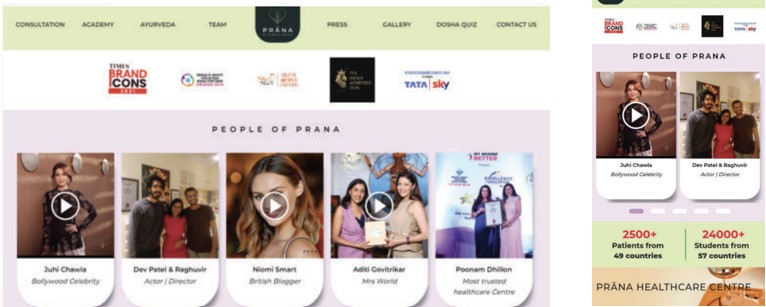 CONSULTATION ACADEMY AYURVEDA TEAM PRĀNA PRESS GALLERY DOSHA QUIZ CONTACT US
TIMES
BRAND
ICONS
2021
TATA sky
PEOPLE OF PRANA
Juhi Chawla
Bollywood Celebrity
Dev Patel & Raghuvir
Actor | Director
Niomi Smart
British Blogger
Aditi Govitrikar
Mrs World
Poonam Dhillon
Most trusted
healthcare Centre
BRAND
ICONS
TATA sky
PEOPLE OF PRANA
Juhi Chawla
Bollywood Celebrity
Dev Patel & Raghuvir
Actor | Director
2500+
Patients from
49 countries
24000+
Students from
57 countries
PRĀNA HEALTHCARE CENTRE